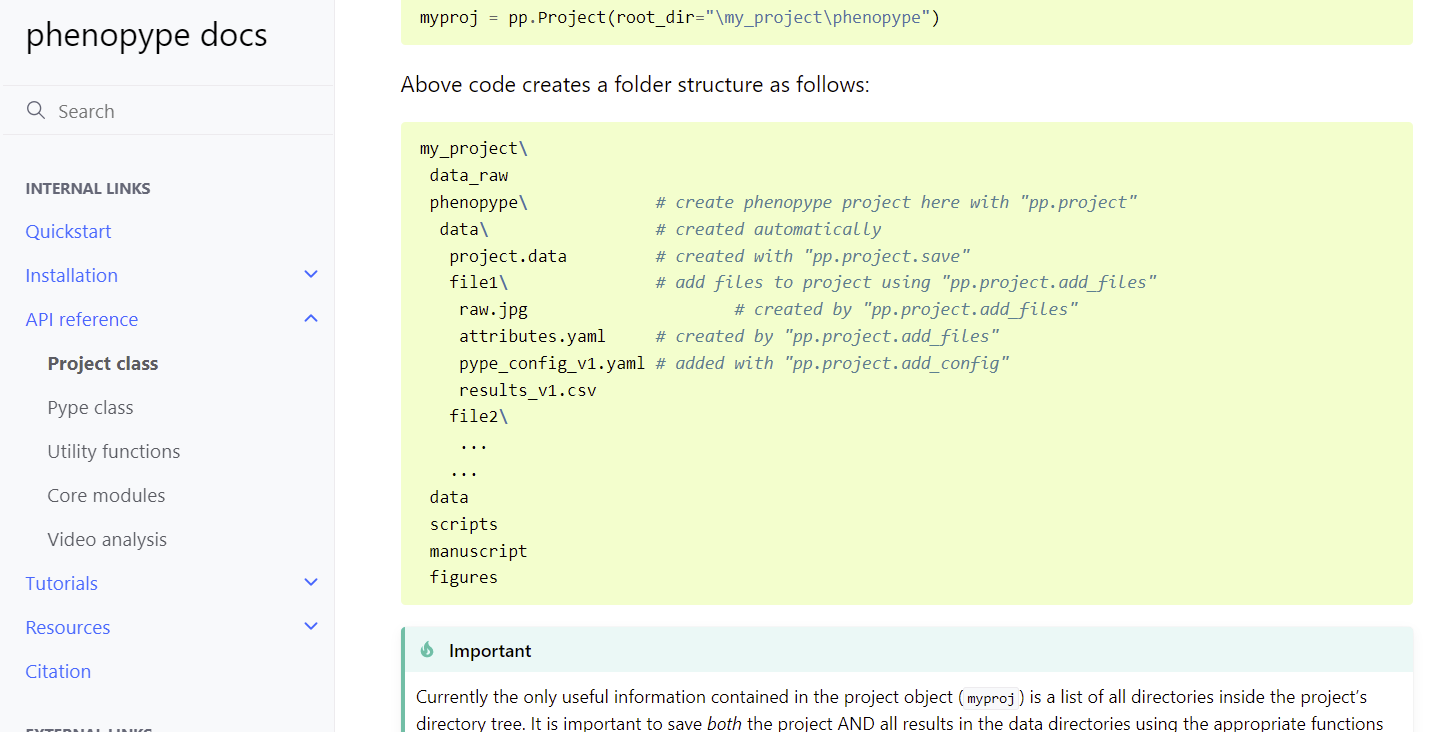 phenopype docs
Search
INTERNAL LINKS
Quickstart
Installation
API reference
Project class
Pype class
Utility functions
Core modules
Video analysis
Tutorials
Resources
Citation
EXTERNAL LINKS
myproj = pp.Project(root_dir="\my_project\phenopype")
Above code creates a folder structure as follows:
my_project\
 data_raw
 phenopype\             # create phenopype project here with "pp.project"
  data\                 # created automatically
   project.data         # created with "pp.project.save"
   file1\               # add files to project using "pp.project.add_files"
    raw.jpg                     # created by "pp.project.add_files"
    attributes.yaml     # created by "pp.project.add_files"
    pype_config_v1.yaml # added with "pp.project.add_config"
    results_v1.csv
   file2\
    ...
   ...
 data
 scripts
 manuscript
 figures
Important
Currently the only useful information contained in the project object (myproj) is a list of all directories inside the project’s
directory tree. It is important to save both the project AND all results in the data directories using the appropriate functions